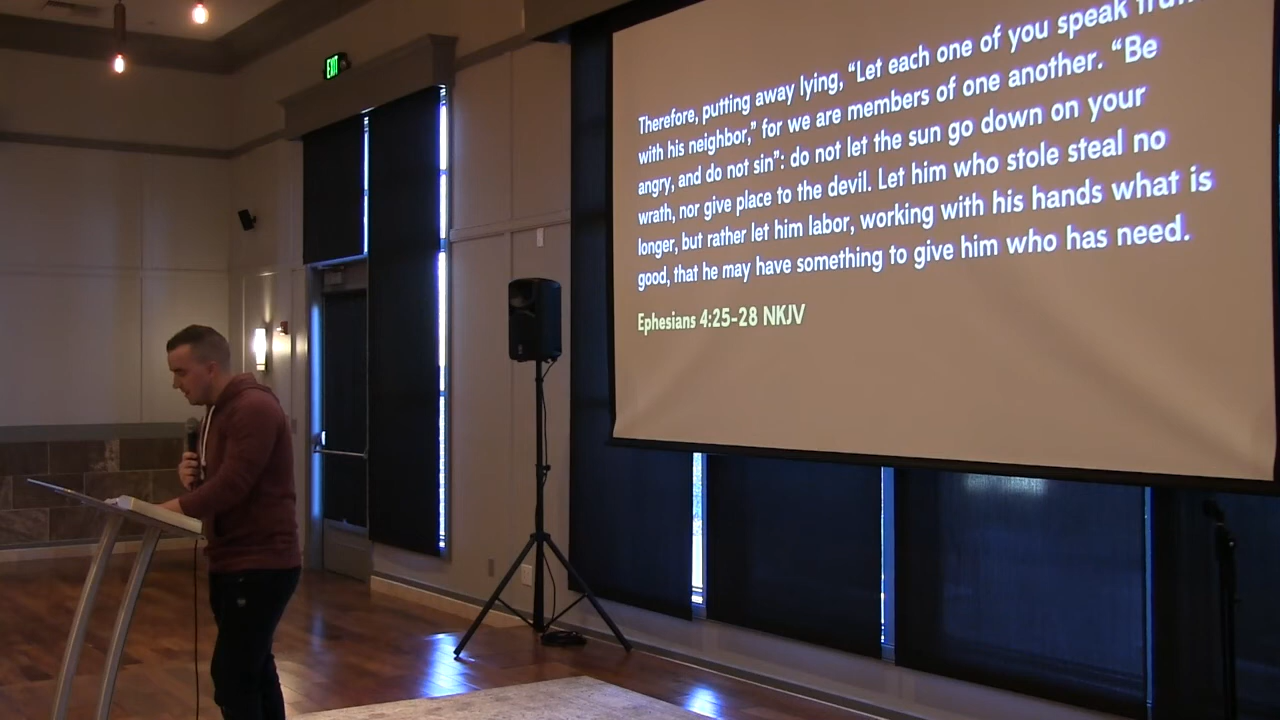 EXIT
Therefore, putting away lying, “Let each one of you speak
with his neighbor,” for we are members of one another. “Be
angry, and do not sin”: do not let the sun go down on your
wrath, nor give place to the devil. Let him who stole steal no
longer, but rather let him labor, working with his hands what is
good, that he may have something to give him who has need.
Ephesians 4:25-28 NKJV